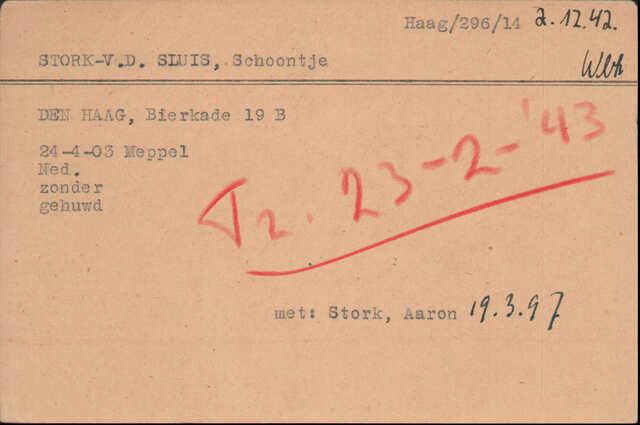 Haag/296/14 2.12.42.
STORK-V.D. SLUIS, Schoontje
DEN HAAG, Bierkade 19 B
24-4-03 Meppel
Ned.
zonder
gehuwd
Tr. 23-2-'43
met: Stork, Aaron 19.3.97